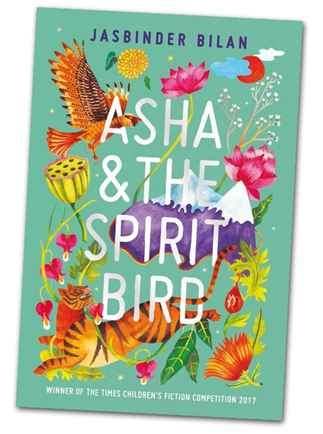 JASBINDER BILAN
ASHA
& THE
SPIRIT
BIRD
WINNER OF THE TIMES CHILDREN'S FICTION COMPETITION 2017